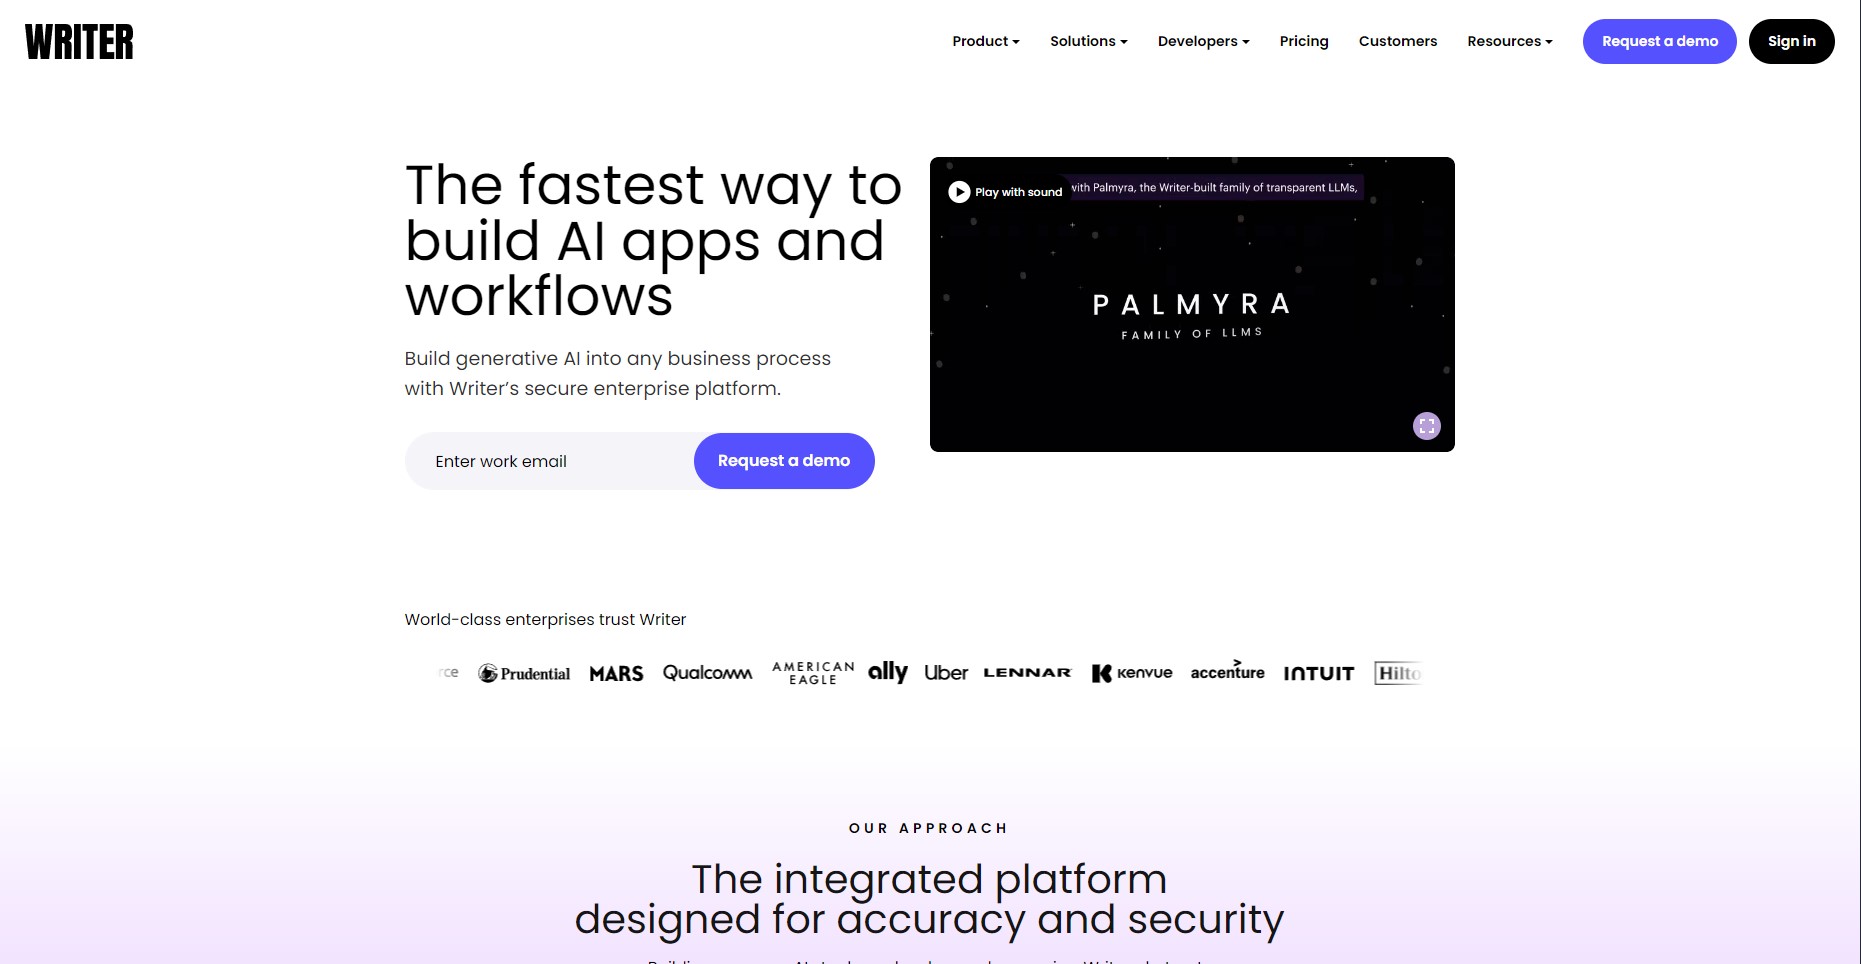 WRITER
Product
Solutions
Developers
Pricing
Customers
Resources
Request a demo
Sign in
The fastest way to
build AI apps and
workflows
Build generative AI into any business process
with Writer’s secure enterprise platform.
Enter work email
Request a demo
Play with sound
with Palmyra, the Writer-built family of transparent LLMs,
PALMYRA
FAMILY OF LLMS
World-class enterprises trust Writer
rce
Prudential
MARS
Qualcomm
AMERICAN
EAGLE
ally
Uber
LENNAR
kenvue
accenture
INTUIT
Hilto
OUR APPROACH
The integrated platform
designed for accuracy and security